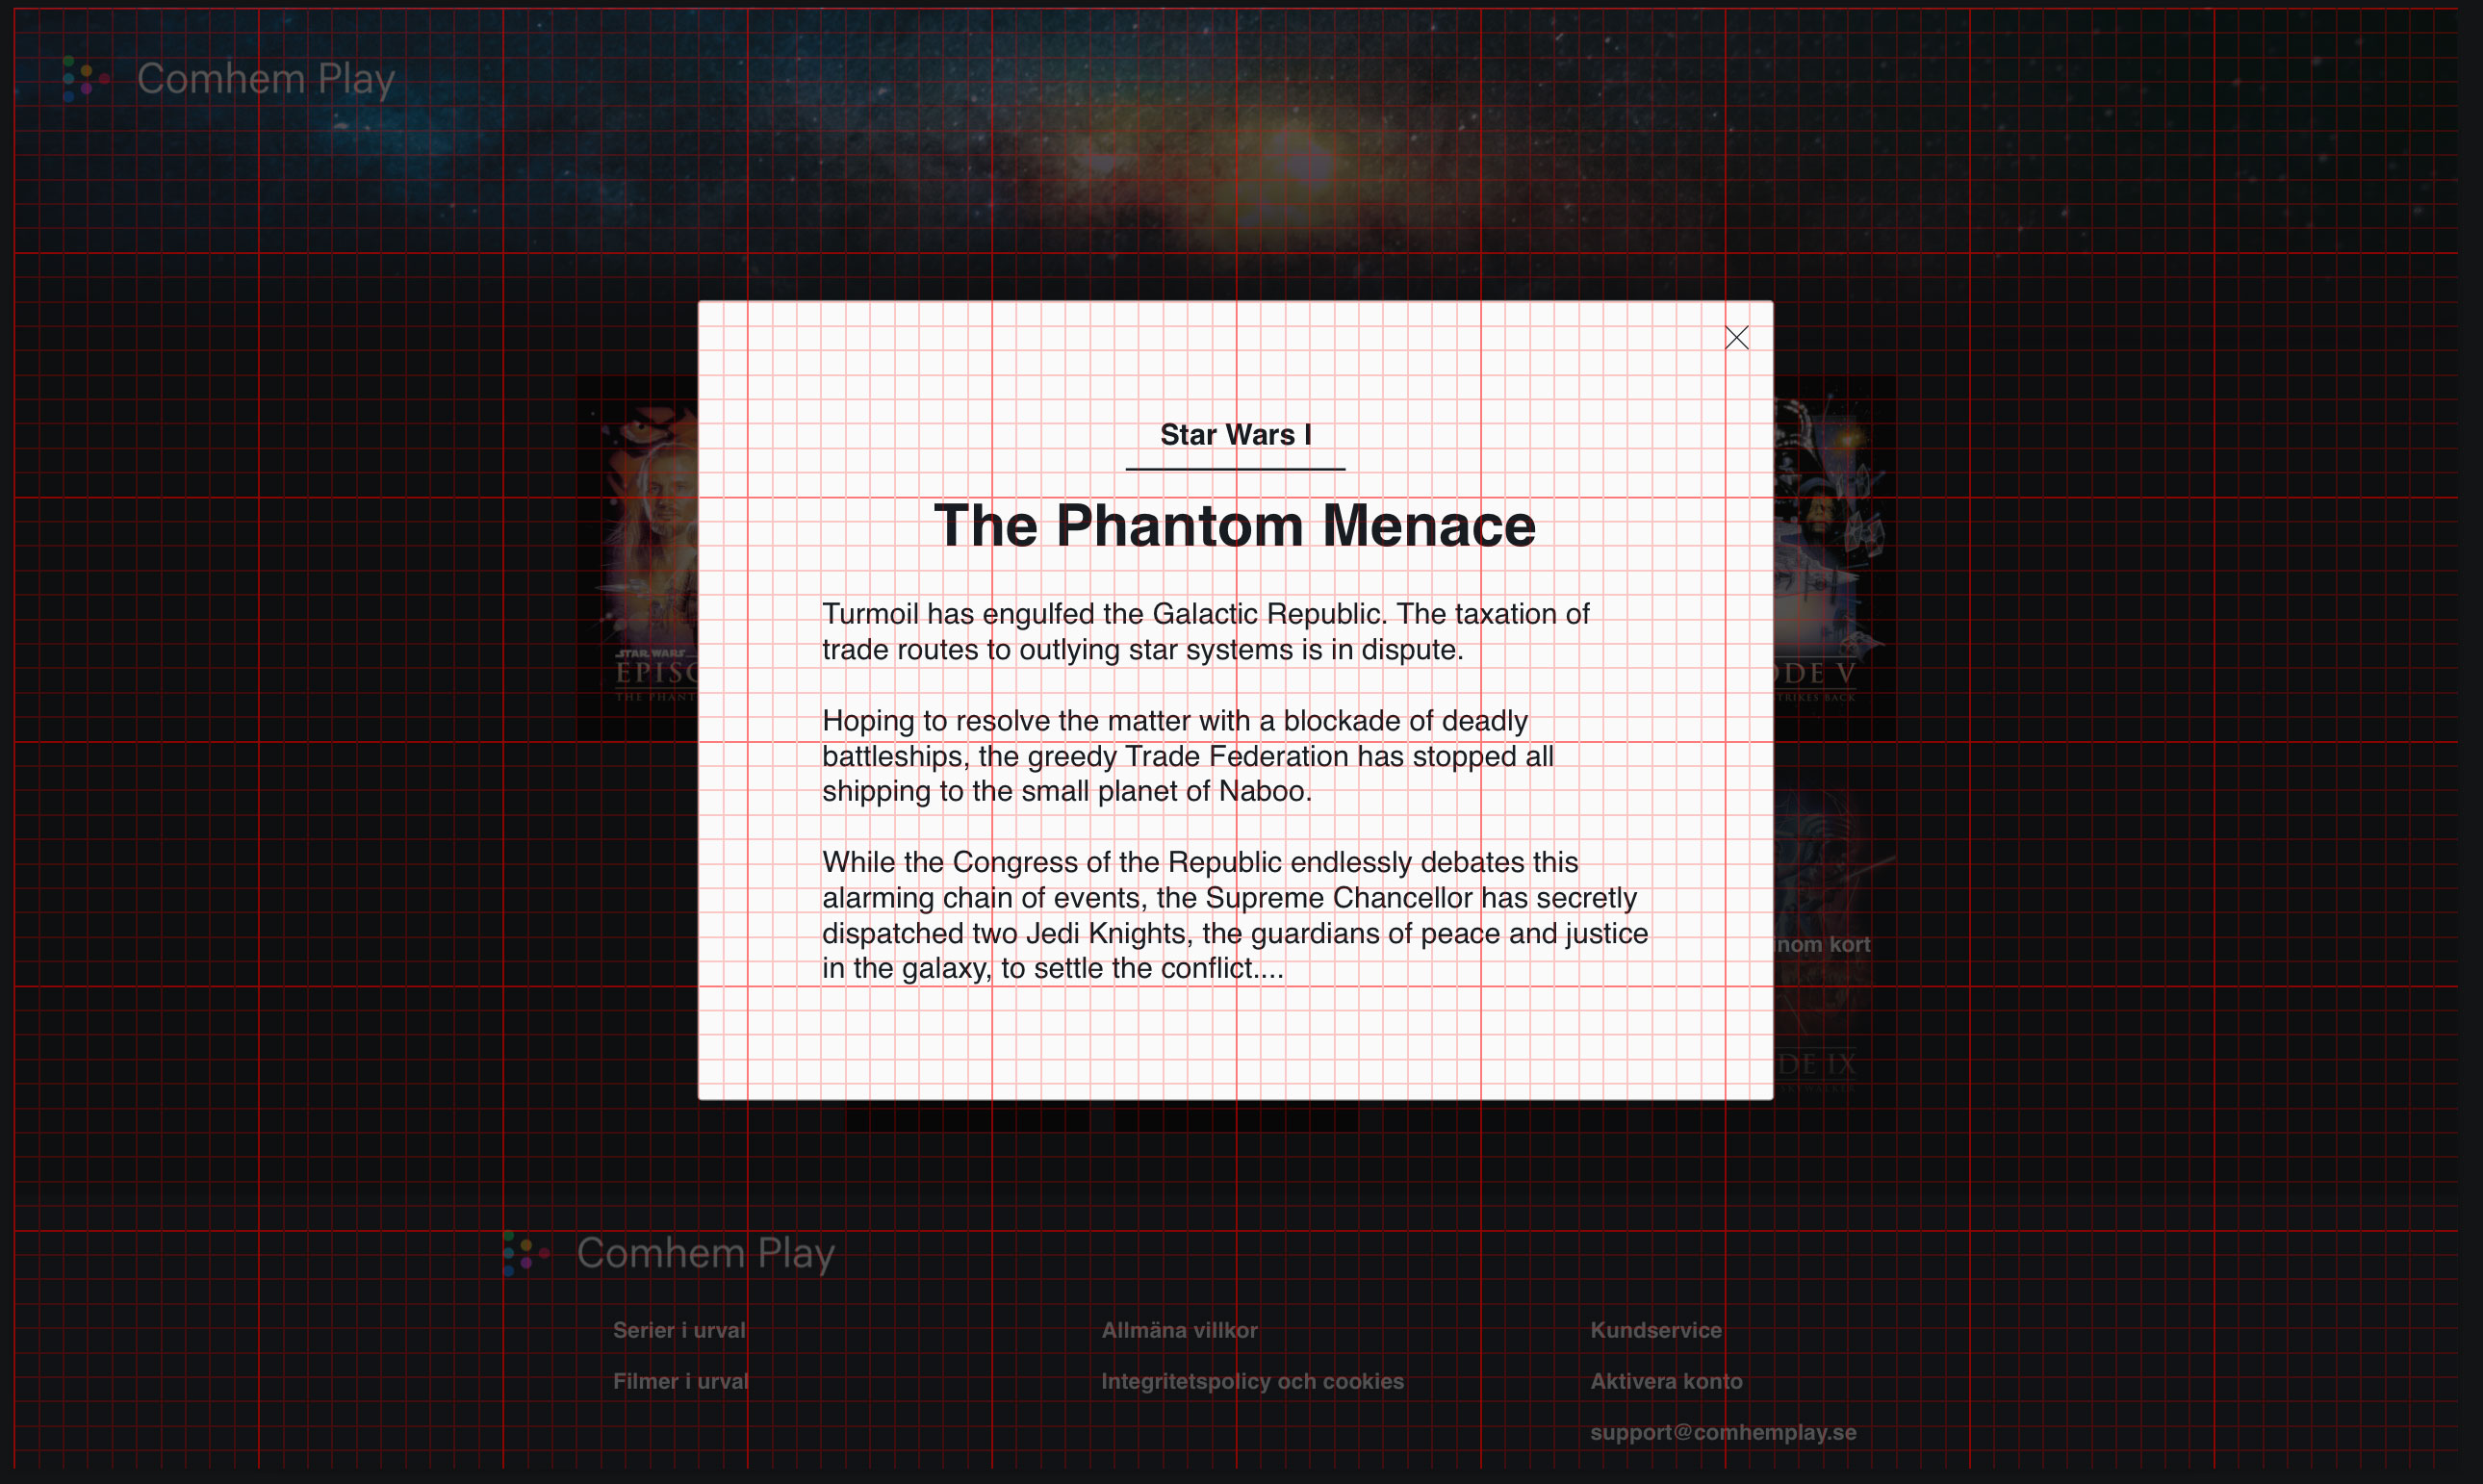 Comhem Play
Star Wars I
The Phantom Menace
Turmoil has engulfed the Galactic Republic. The taxation of
trade routes to outlying star systems is in dispute.
Hoping to resolve the matter with a blockade of deadly
battleships, the greedy Trade Federation has stopped all
shipping to the small planet of Naboo.
While the Congress of the Republic endlessly debates this
alarming chain of events, the Supreme Chancellor has secretly
dispatched two Jedi Knights, the guardians of peace and justice
in the galaxy, to settle the conflict....
STAR WARS
EPISO
THE PHANT
ODE V
TRIKES BACK
nom kort
DE IX
SKYWALKER
Comhem Play
Serier i urval
Allmäna villkor
Kundservice
Filmer i urval
Integritetspolicy och cookies
Aktivera konto
support@comhemplay.se